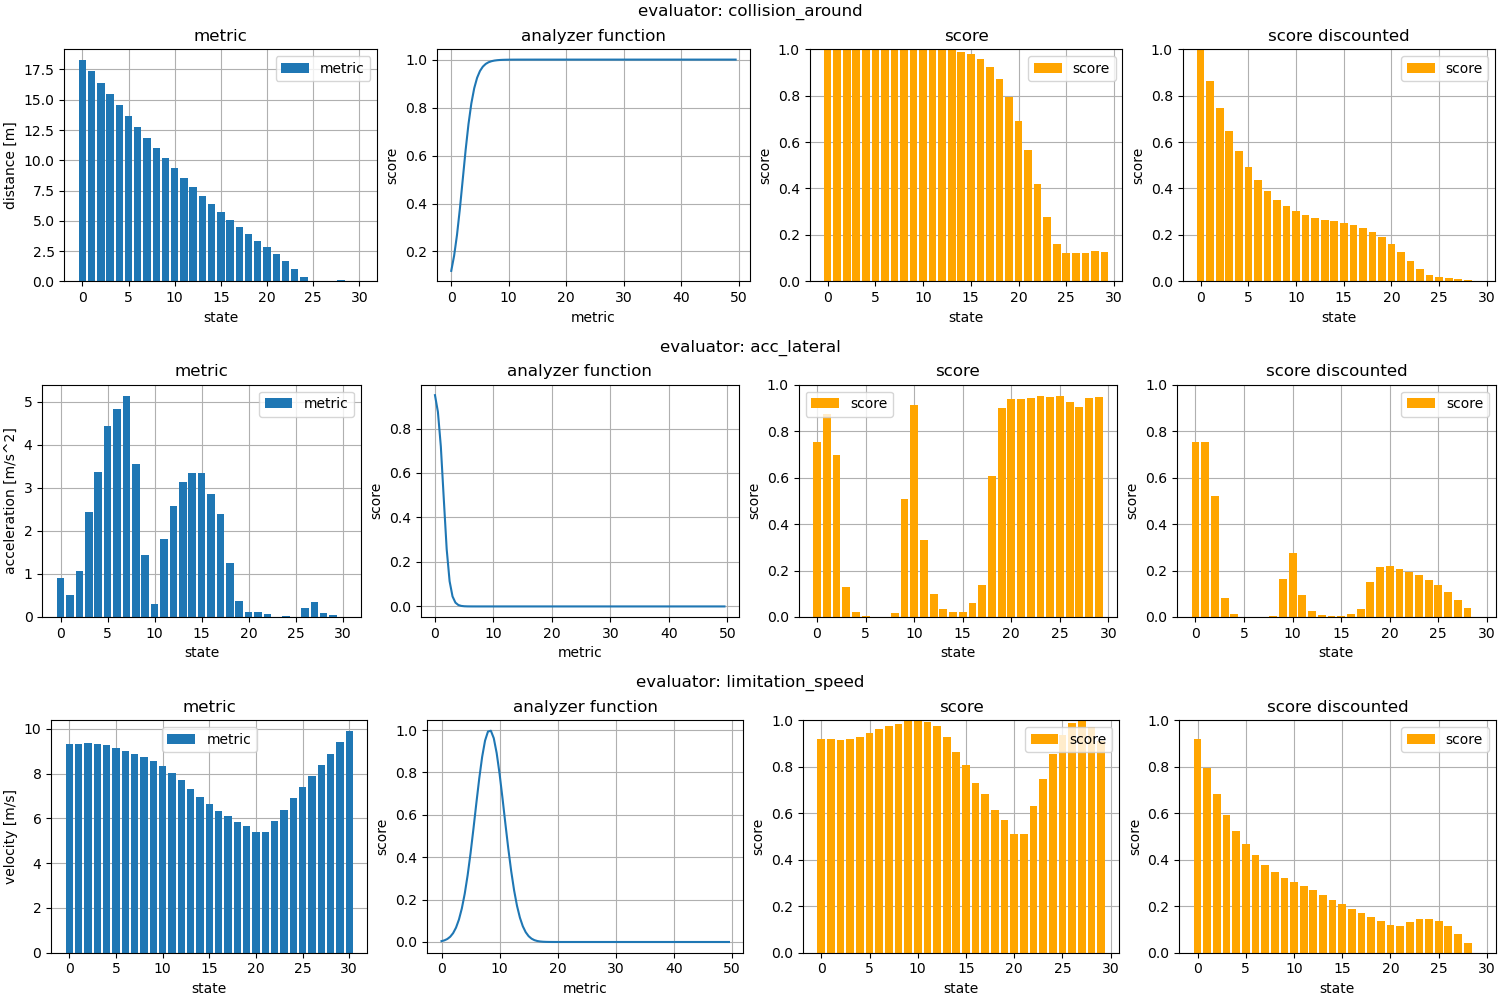 evaluator: collision_around
metric
analyzer function
score
score discounted
distance [m]
17.5
15.0
12.5
10.0
7.5
5.0
2.5
0.0
metric
0 5 10 15 20 25 30
state
score
1.0
0.8
0.6
0.4
0.2
0 10 20 30 40 50
metric
score
1.0
0.8
0.6
0.4
0.2
0.0
score
0 5 10 15 20 25 30
state
score
1.0
0.8
0.6
0.4
0.2
0.0
score
0 5 10 15 20 25 30
state
evaluator: acc_lateral
metric
analyzer function
score
score discounted
acceleration [m/s^2]
5
4
3
2
1
0
metric
0 5 10 15 20 25 30
state
score
0.8
0.6
0.4
0.2
0.0
0 10 20 30 40 50
metric
score
1.0
0.8
0.6
0.4
0.2
0.0
score
0 5 10 15 20 25 30
state
score
1.0
0.8
0.6
0.4
0.2
0.0
score
0 5 10 15 20 25 30
state
evaluator: limitation_speed
metric
analyzer function
score
score discounted
velocity [m/s]
10
8
6
4
2
0
metric
0 5 10 15 20 25 30
state
score
1.0
0.8
0.6
0.4
0.2
0.0
0 10 20 30 40 50
metric
score
1.0
0.8
0.6
0.4
0.2
0.0
score
0 5 10 15 20 25 30
state
score
1.0
0.8
0.6
0.4
0.2
0.0
score
0 5 10 15 20 25 30
state